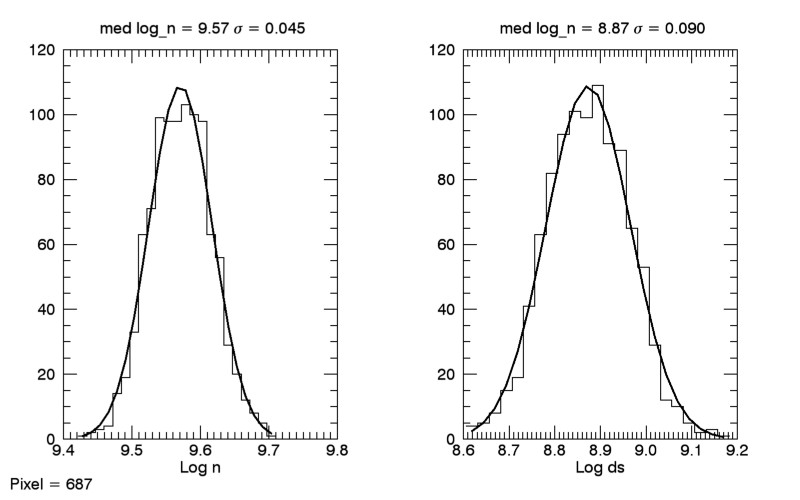 med log_n = 9.57 σ = 0.045
120
100
80
60
40
20
0
9.4 9.5 9.6 9.7 9.8
Log n
med log_n = 8.87 σ = 0.090
120
100
80
60
40
20
0
8.6 8.7 8.8 8.9 9.0 9.1 9.2
Log ds
Pixel = 687